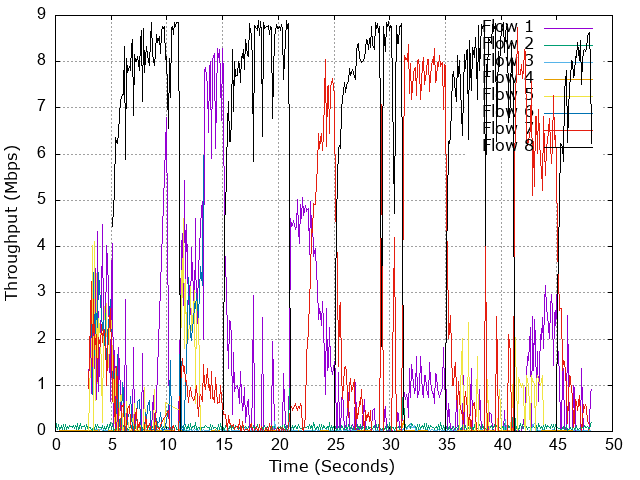 9
8
7
6
5
4
3
2
1
0
Throughput (Mbps)
Flow 1
Flow 2
Flow 3
Flow 4
Flow 5
Flow 6
Flow 7
Flow 8
0 5 10 15 20 25 30 35 40 45 50
Time (Seconds)